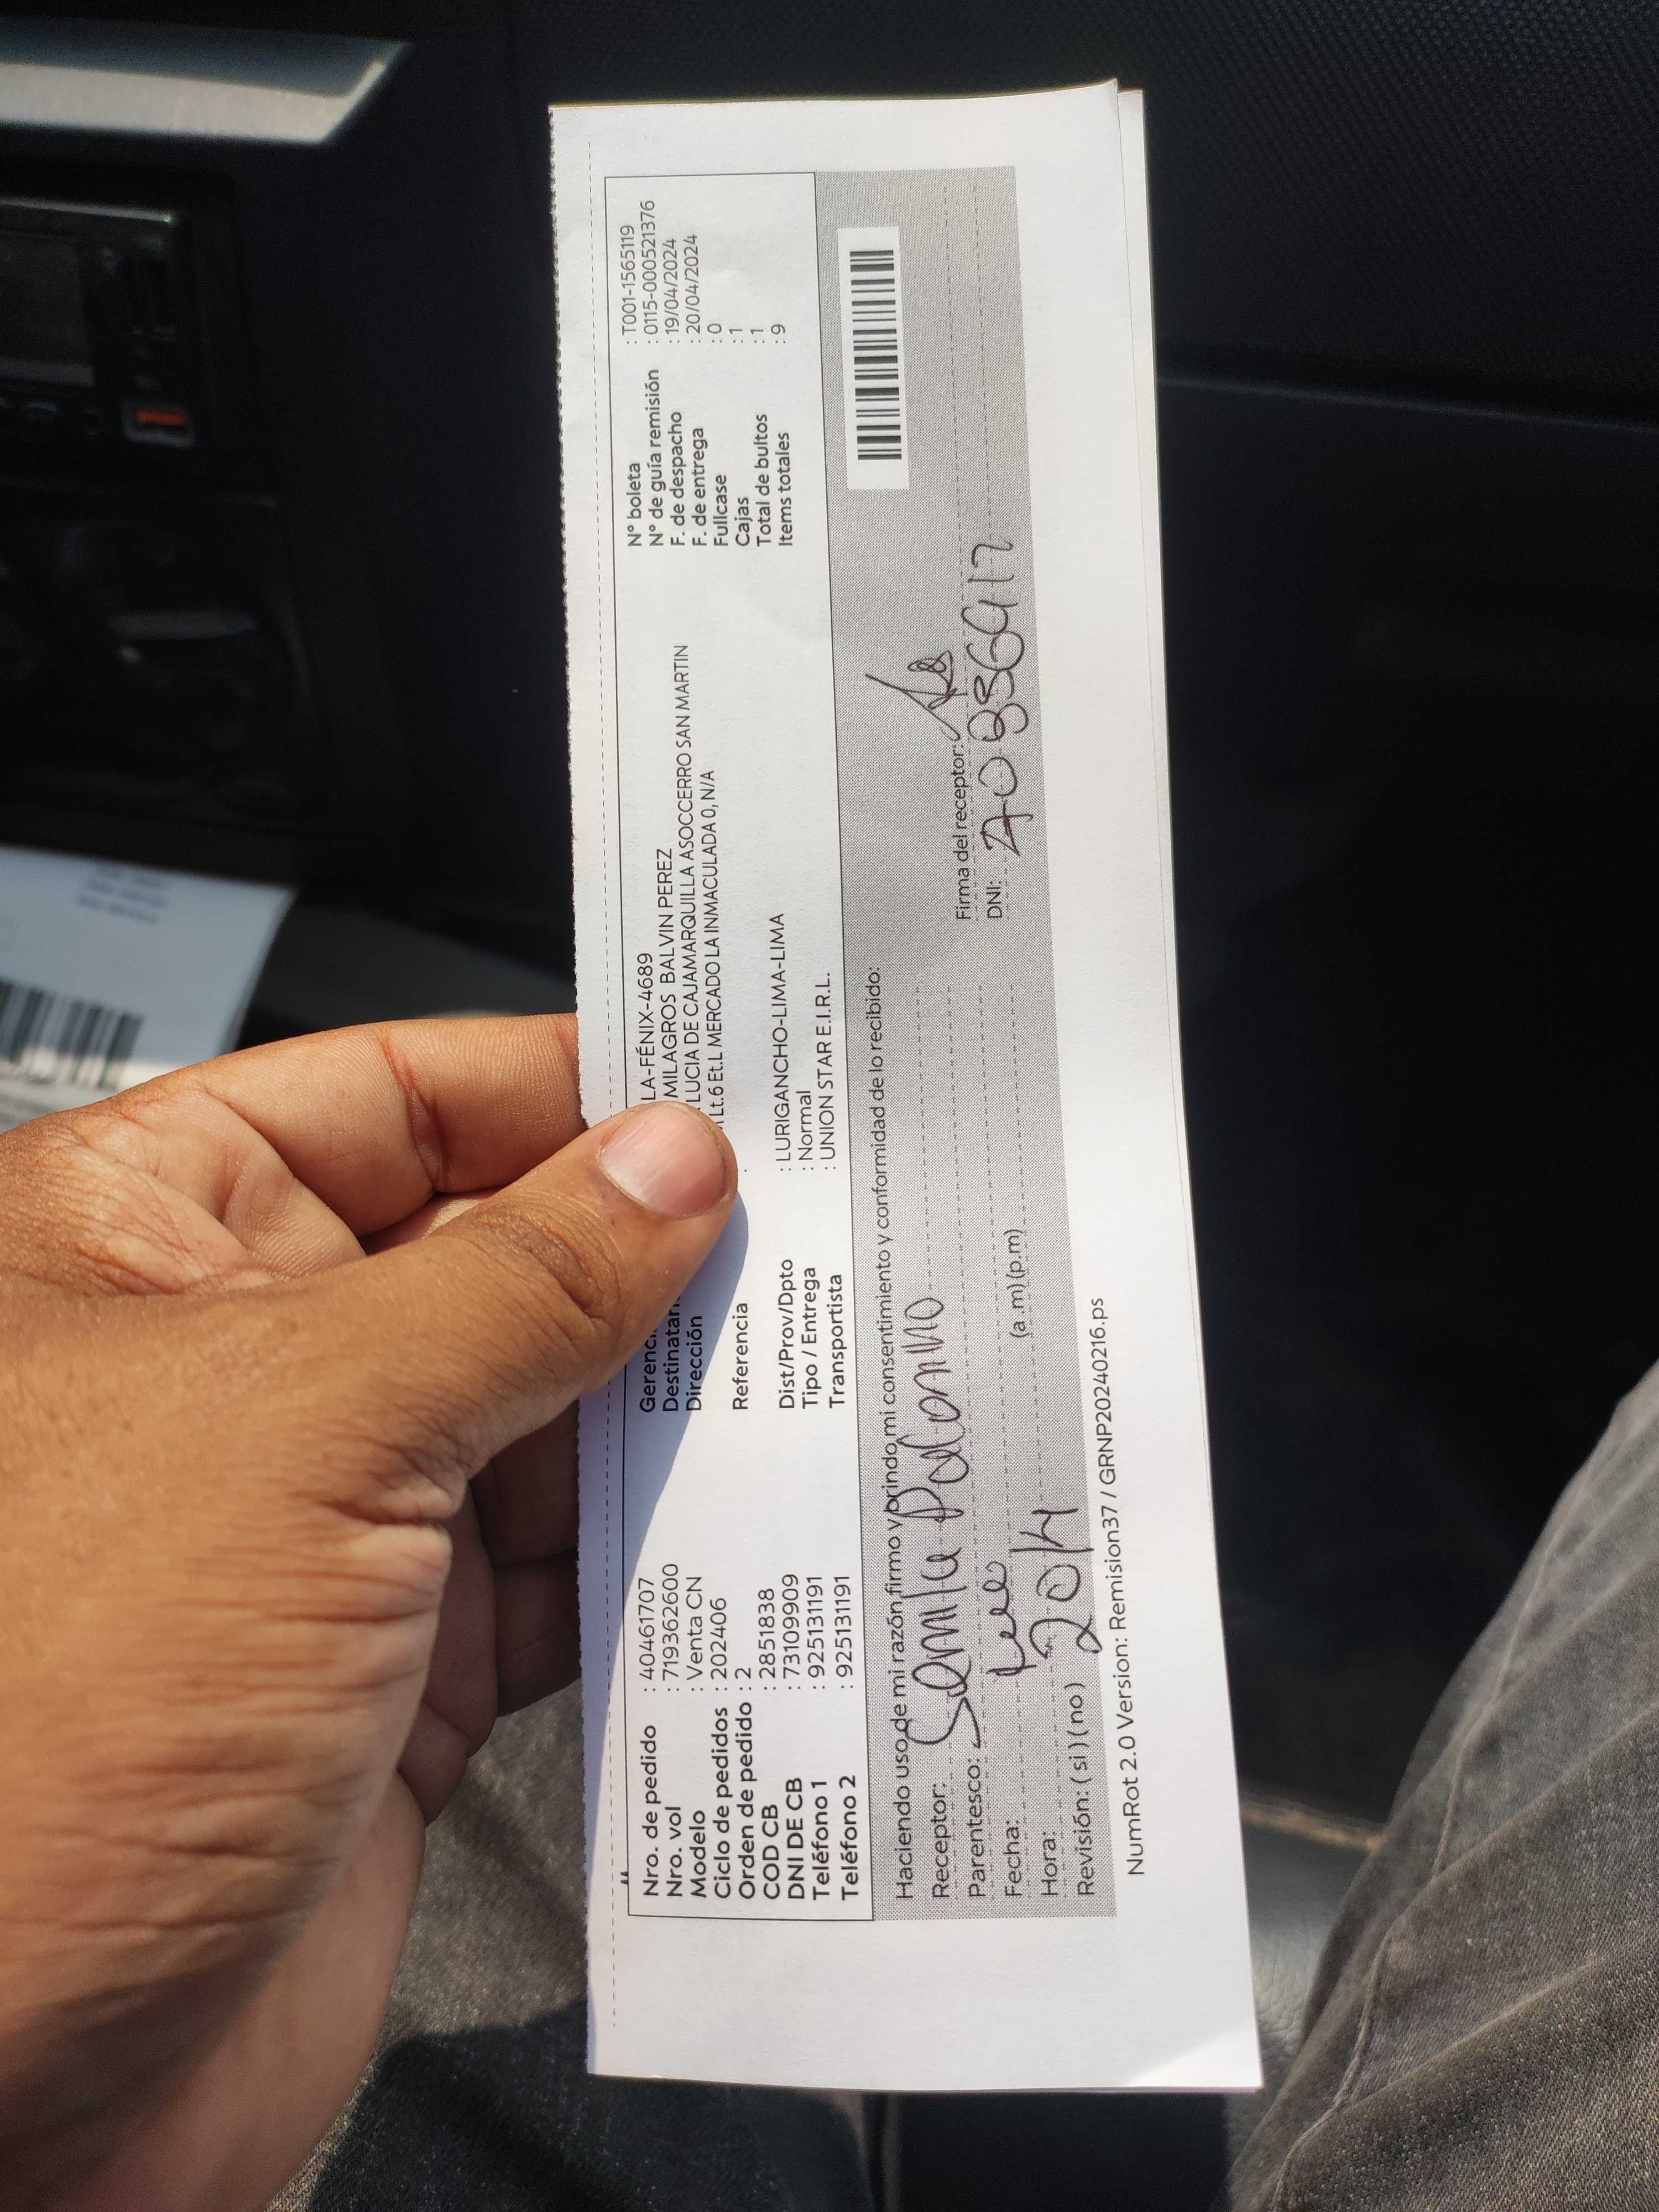 Nro. de pedido : 40461707
Nro. vol : 719362600
Modelo : Venta CN
Ciclo de pedidos : 202406
Orden de pedido : 2
COD CB : 2851838
DNI DE CB : 73109909
Teléfono 1 : 925131191
Teléfono 2 : 925131191
LA-FÉNIX-4689
MILAGROS BALVIN PEREZ
Dirección LUCIA DE CAJAMARQUILLA ASOCCERRO SAN MARTIN
Lt.6 Et.L MERCADO LA INMACULADA 0, N/A
Referencia :
Dist/Prov/Dpto : LURIGANCHO-LIMA-LIMA
Tipo / Entrega : Normal
Transportista : UNION STAR E.I.R.L.
N° boleta : T001-1565119
N° de guía remisión : 0115-000521376
F. de despacho : 19/04/2024
F. de entrega : 20/04/2024
Fullcase : 0
Cajas : 1
Total de bultos : 1
Items totales : 9
Haciendo uso de mi razón, firmo y brindo mi consentimiento y conformidad de lo recibido:
Receptor:
Parentesco:
Fecha:
Hora: (a .m) (p.m)
Revisión: ( si ) ( no ) 20/4
Firma del receptor:
DNI:
NumRot 2.0 Version: Remision37 / GRNP20240216.ps